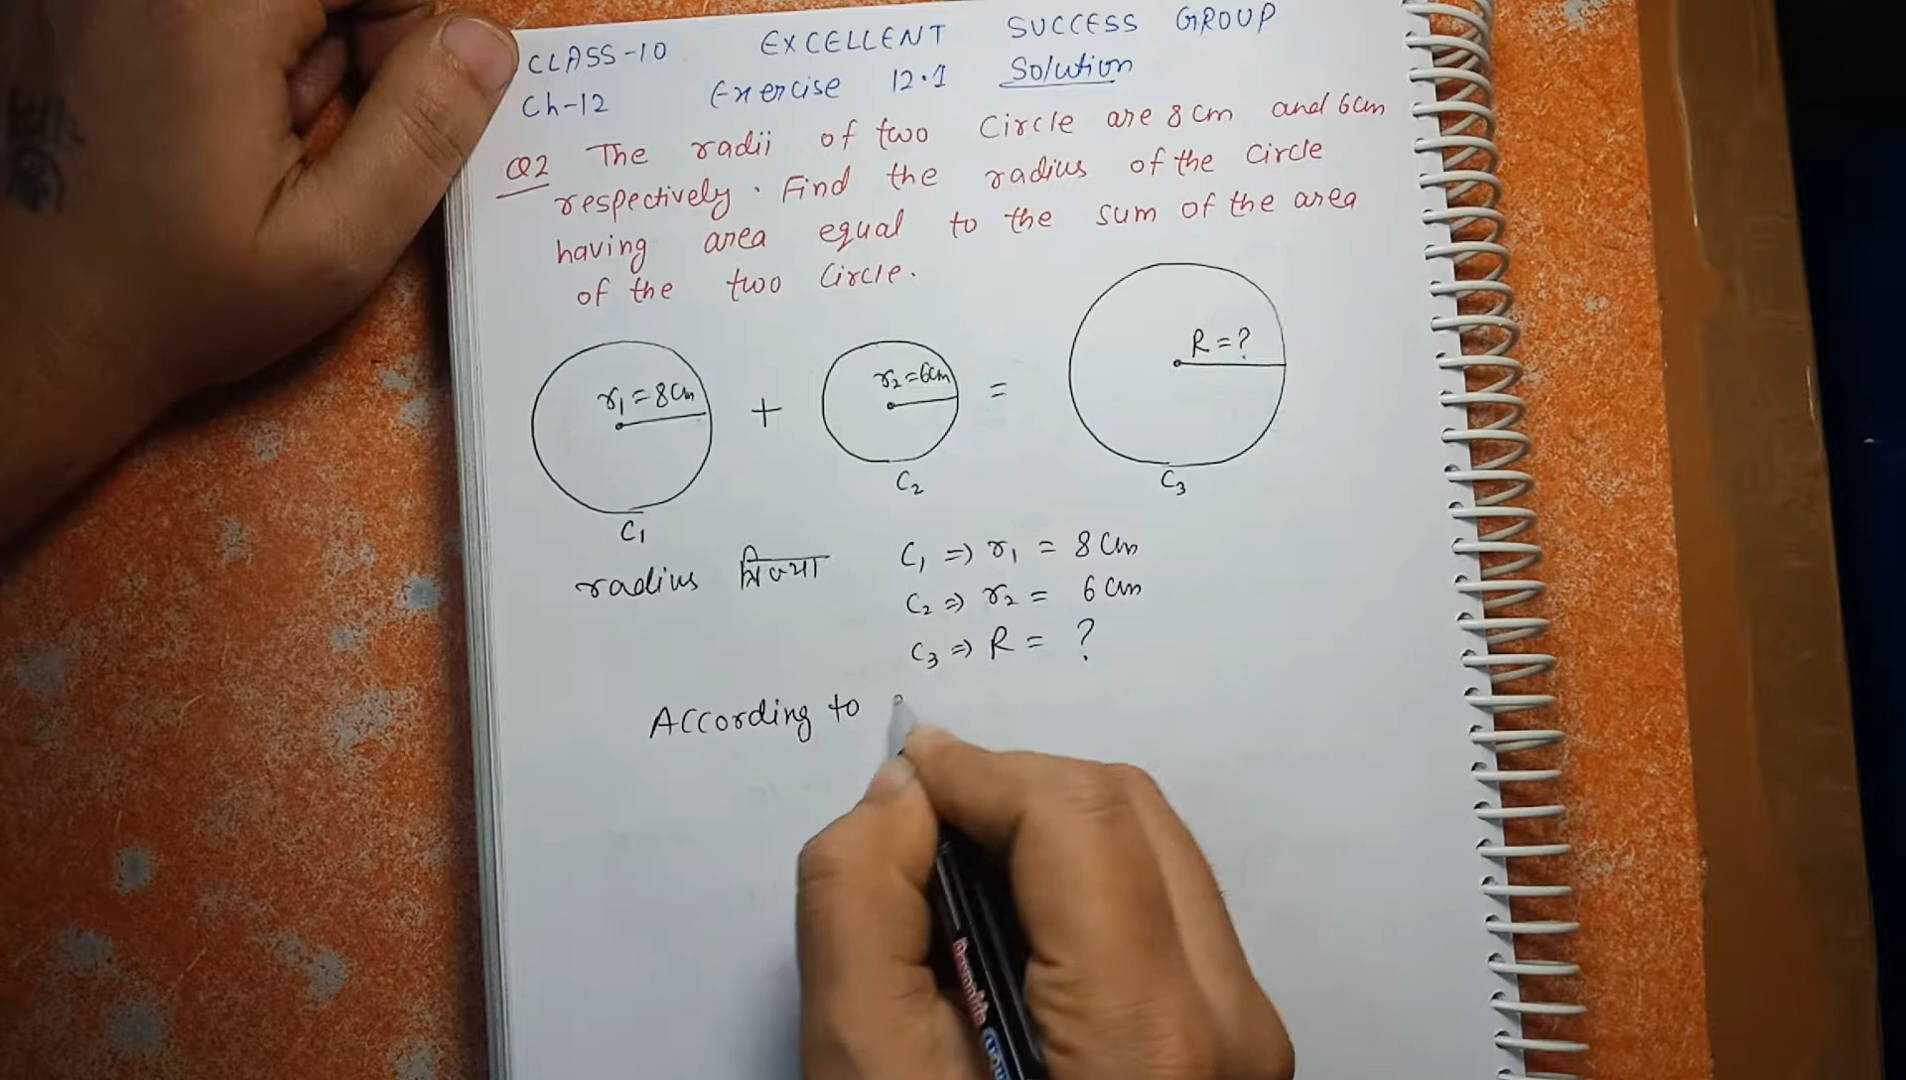 CLASS-10 EXCELLENT SUCCESS GROUP
Ch-12 Exercise 12.1 Solution
Q2 The radii of two Circle are 8 cm and 6 cm
respectively. Find the radius of the circle
having area equal to the sum of the area
of the two Circle.
r₁ = 8 cm + r₂ = 6 cm = R = ?
C₁ C₂ C₃
radius त्रिज्या
C₁ => r₁ = 8 cm
C₂ => r₂ = 6 cm
C₃ => R = ?
According to